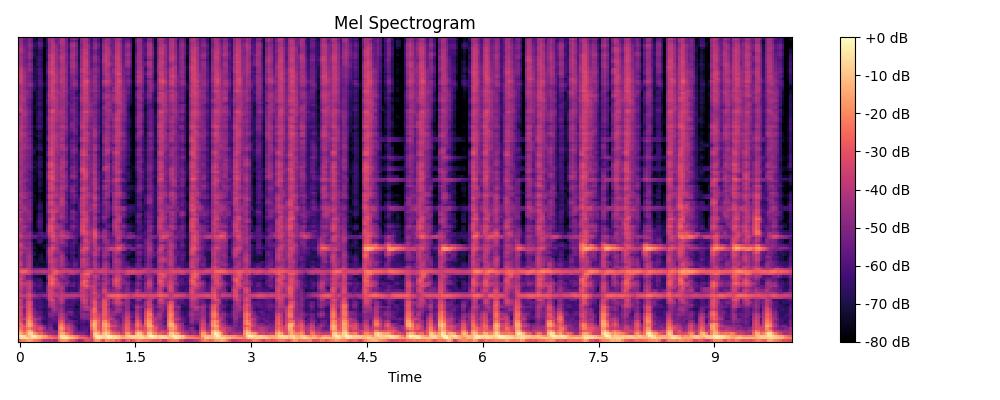 Mel Spectrogram
+0 dB
-10 dB
-20 dB
-30 dB
-40 dB
-50 dB
-60 dB
-70 dB
-80 dB
0 1.5 3 4.5 6 7.5 9
Time